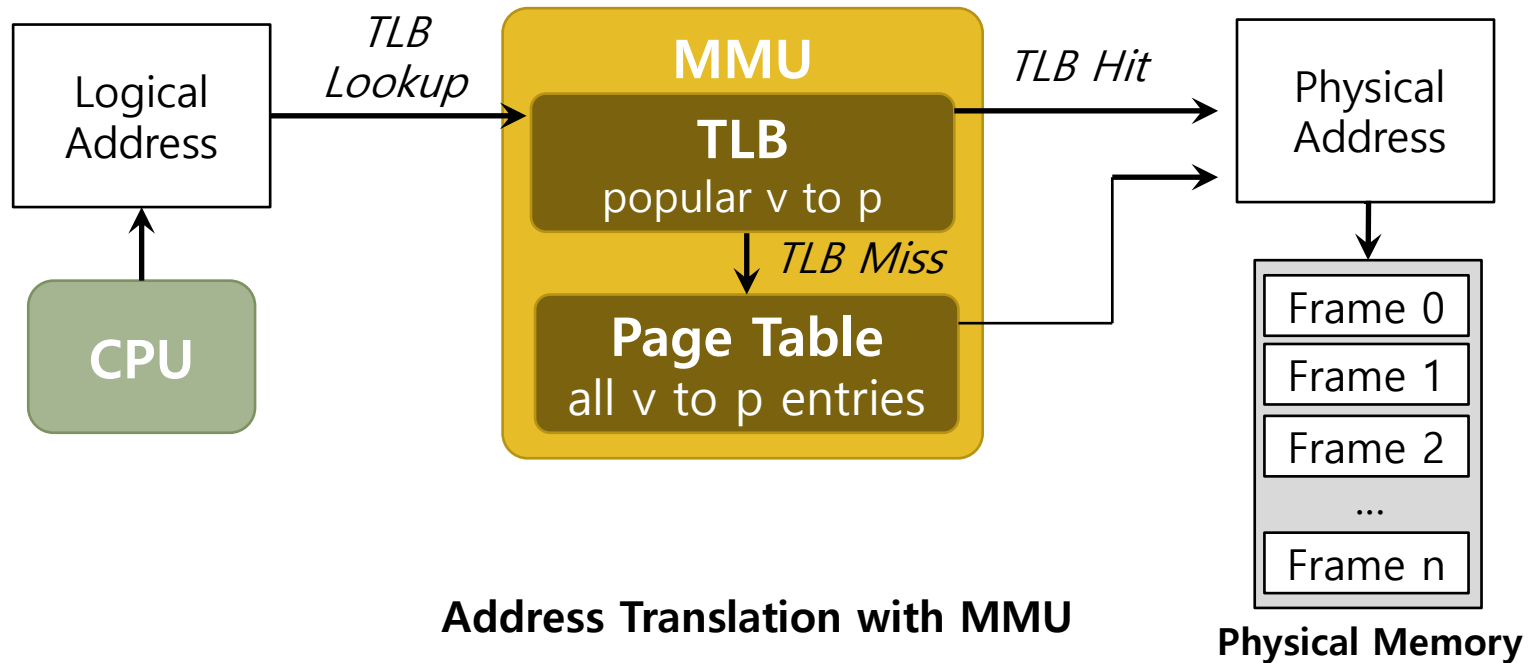 Logical
Address
TLB
Lookup
CPU
MMU
TLB
popular v to p
TLB Miss
Page Table
all v to p entries
TLB Hit
Physical
Address
Frame 0
Frame 1
Frame 2
...
Frame n
Physical Memory
Address Translation with MMU